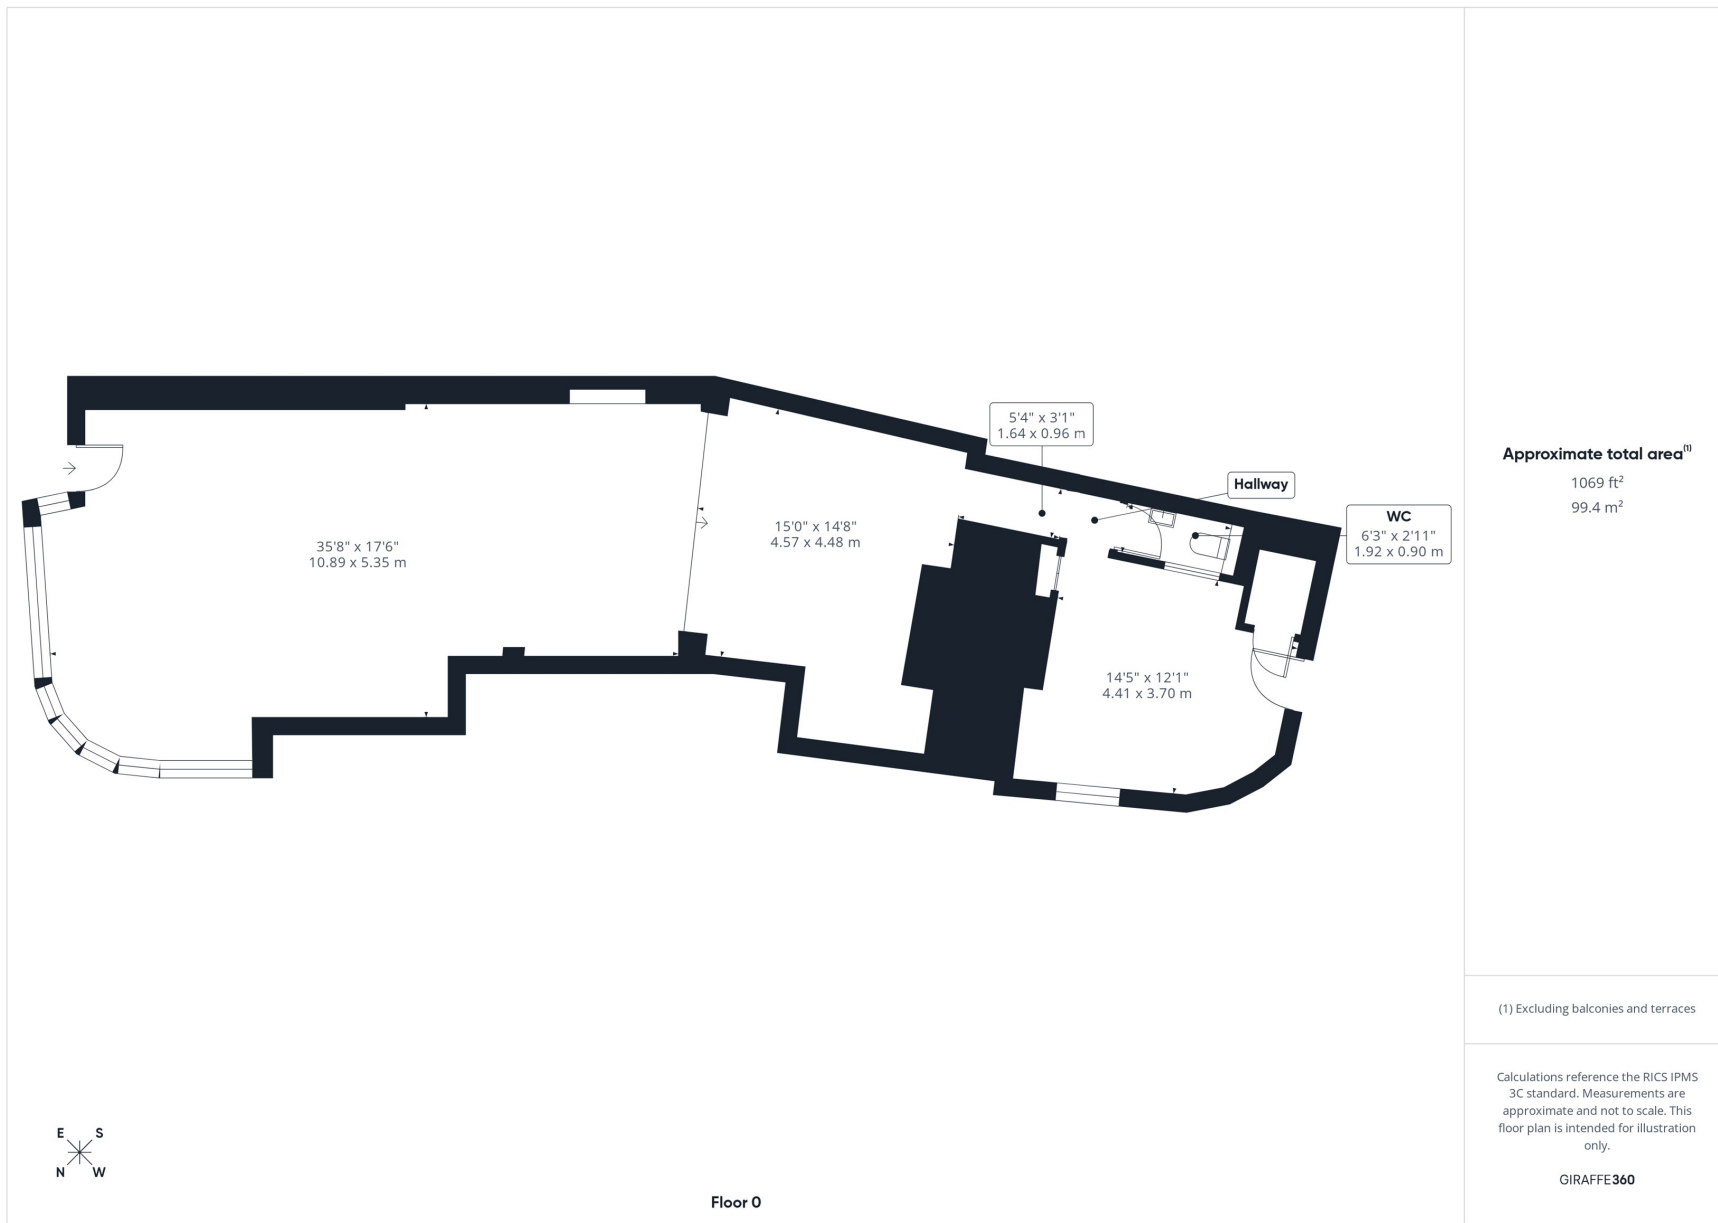 5'4" x 3'1"
1.64 x 0.96 m
Hallway
WC
6'3" x 2'11"
1.92 x 0.90 m
35'8" x 17'6"
10.89 x 5.35 m
15'0" x 14'8"
4.57 x 4.48 m
14'5" x 12'1"
4.41 x 3.70 m
E S
N W
Floor 0
Approximate total area(1)
1069 ft²
99.4 m²
(1) Excluding balconies and terraces
Calculations reference the RICS IPMS
3C standard. Measurements are
approximate and not to scale. This
floor plan is intended for illustration
only.
GIRAFFE360